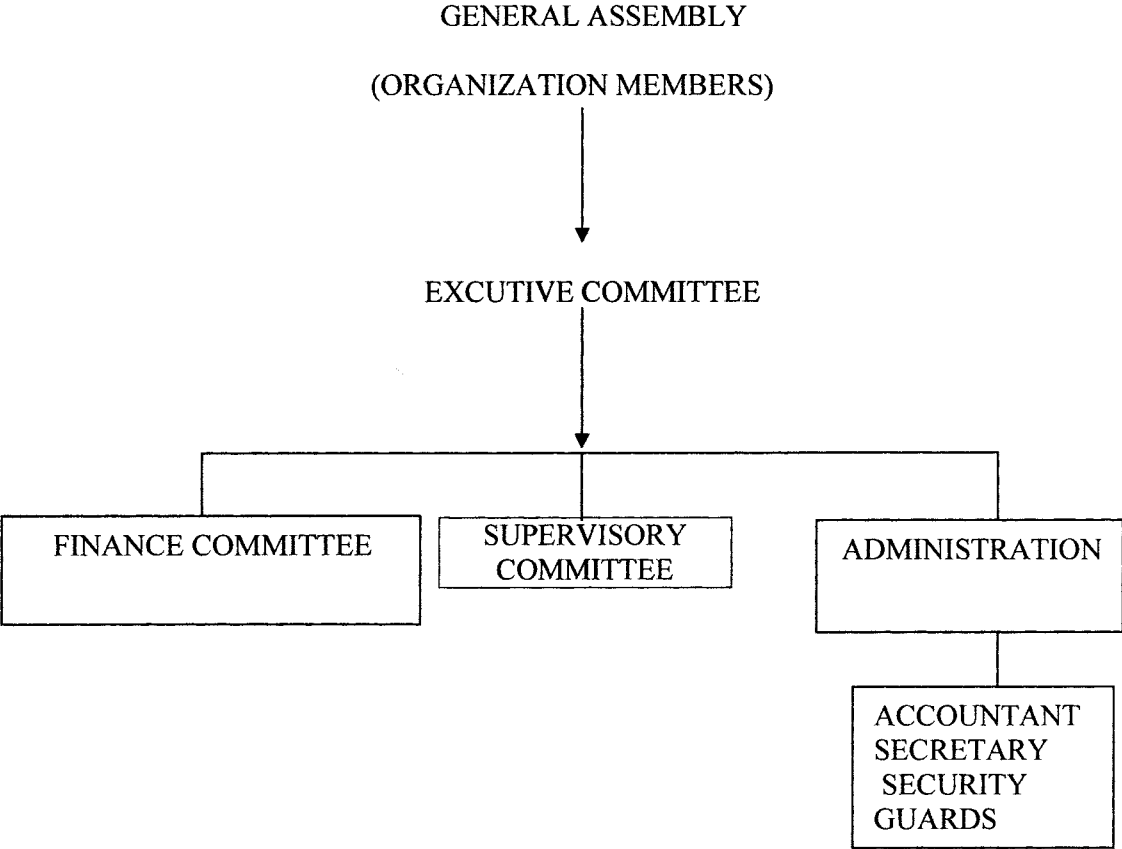 GENERAL ASSEMBLY
(ORGANIZATION MEMBERS)
EXCUTIVE COMMITTEE
FINANCE COMMITTEE
SUPERVISORY
COMMITTEE
ADMINISTRATION
ACCOUNTANT
SECRETARY
SECURITY
GUARDS